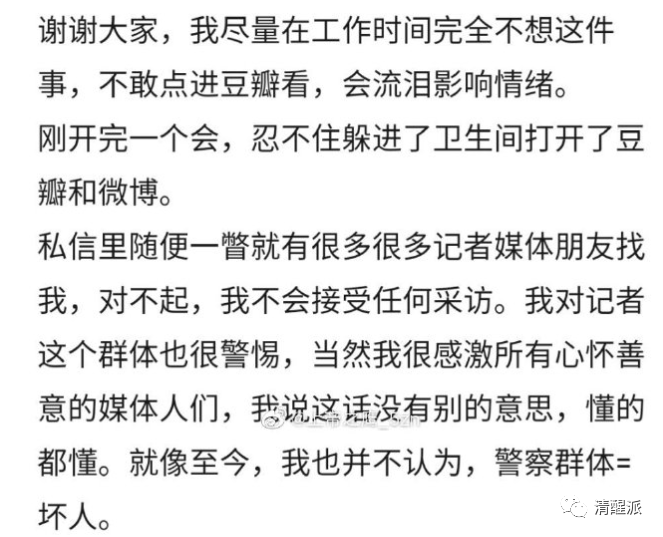 谢谢大家，我尽量在工作时间完全不想这件
事，不敢点进豆瓣看，会流泪影响情绪。
刚开完一个会，忍不住躲进了卫生间打开了豆
瓣和微博。
私信里随便一瞥就有很多很多记者媒体朋友找
我，对不起，我不会接受任何采访。我对记者
这个群体也很警惕，当然我很感激所有心怀善
意的媒体人们，我说这话没有别的意思，懂的
都懂。就像至今，我也并不认为，警察群体=
坏人。
清醒派